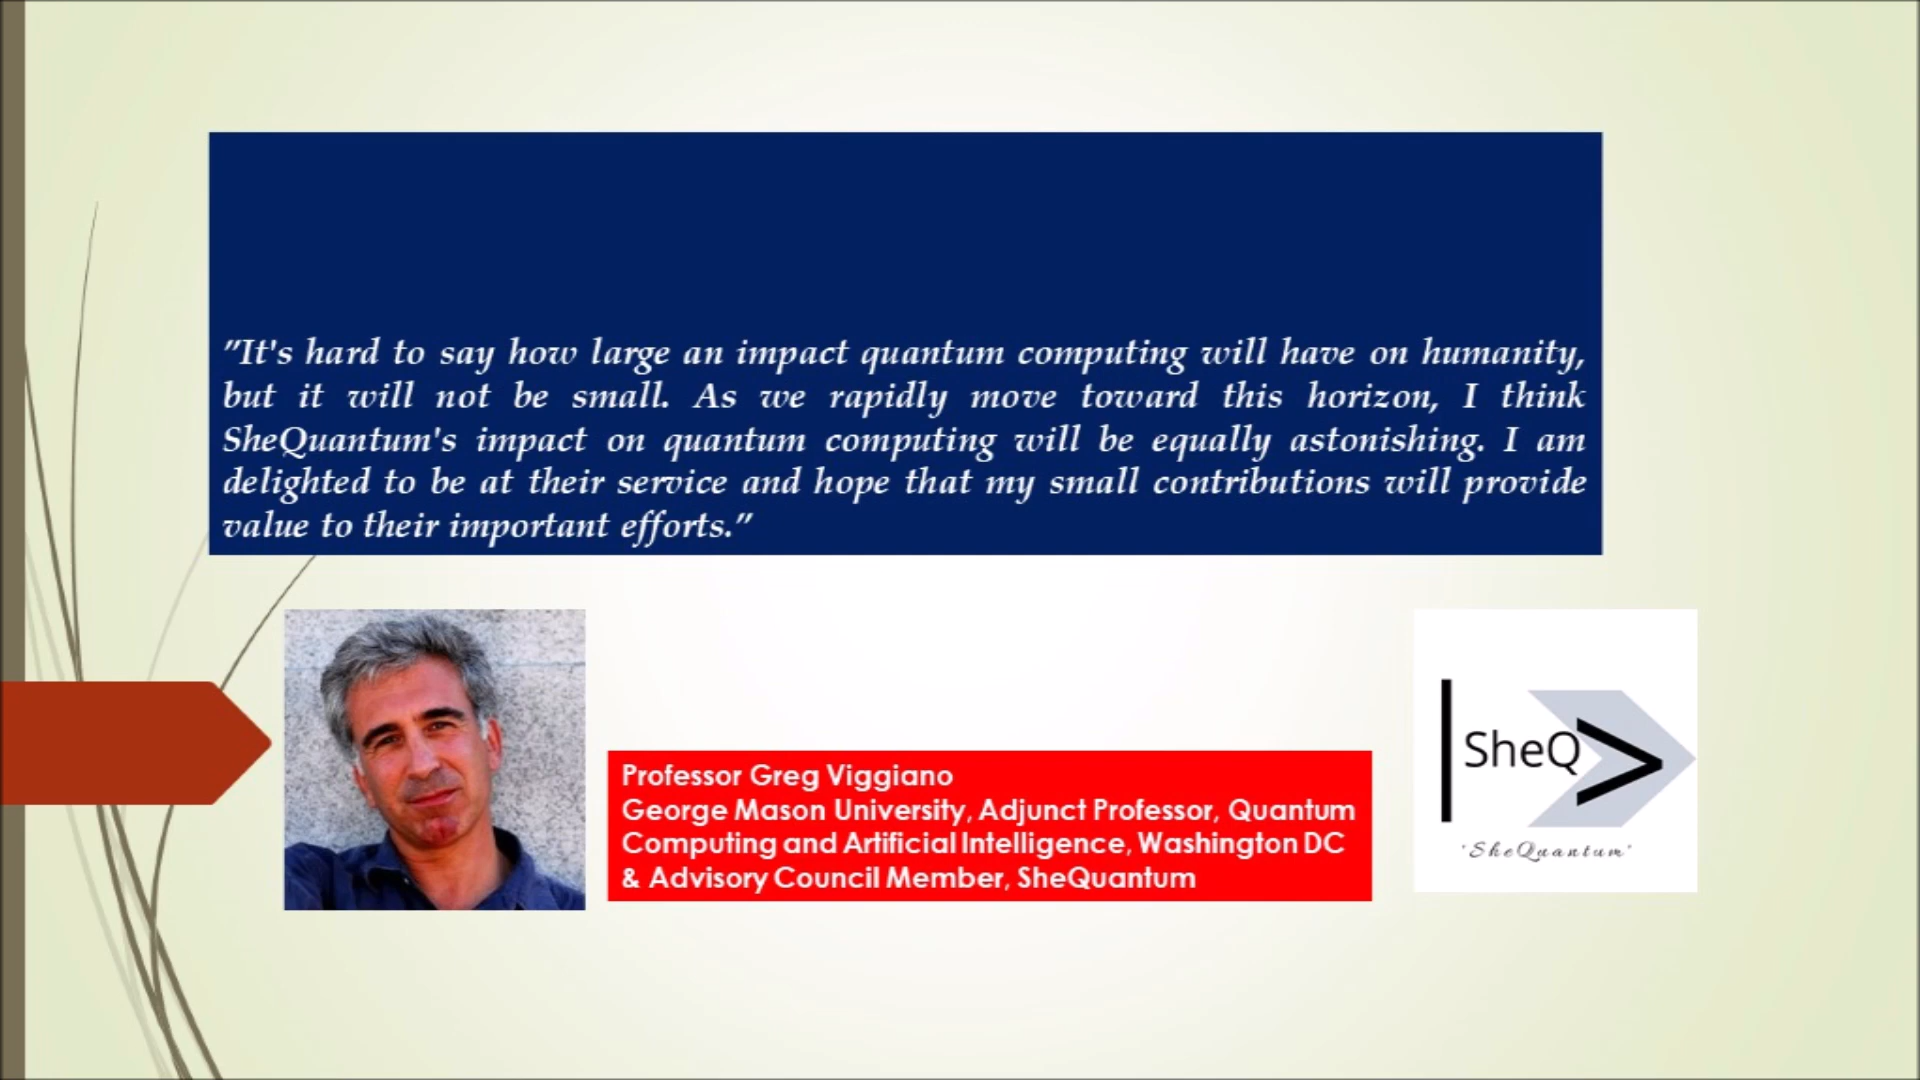 "It's hard to say how large an impact quantum computing will have on humanity,
but it will not be small. As we rapidly move toward this horizon, I think
SheQuantum's impact on quantum computing will be equally astonishing. I am
delighted to be at their service and hope that my small contributions will provide
value to their important efforts."
Professor Greg Viggiano
George Mason University, Adjunct Professor, Quantum
Computing and Artificial Intelligence, Washington DC
& Advisory Council Member, SheQuantum
|SheQ>
'SheQuantum'